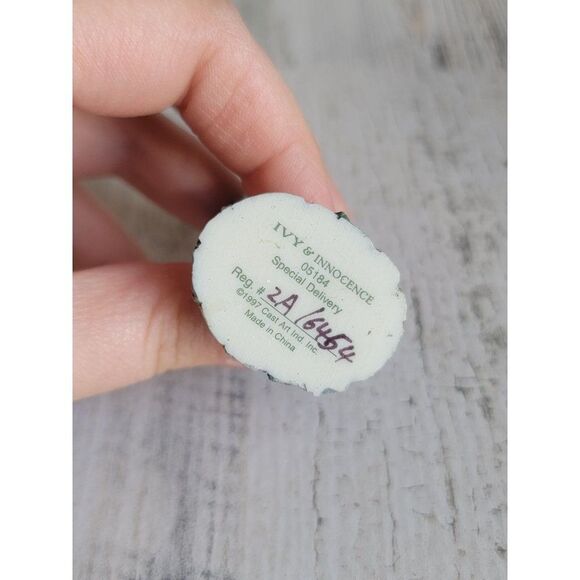 IVY & INNOCENCE
05184
Special Delivery
Reg. # 2A/6464
©1997 Cast Art Ind. Inc.
Made in China